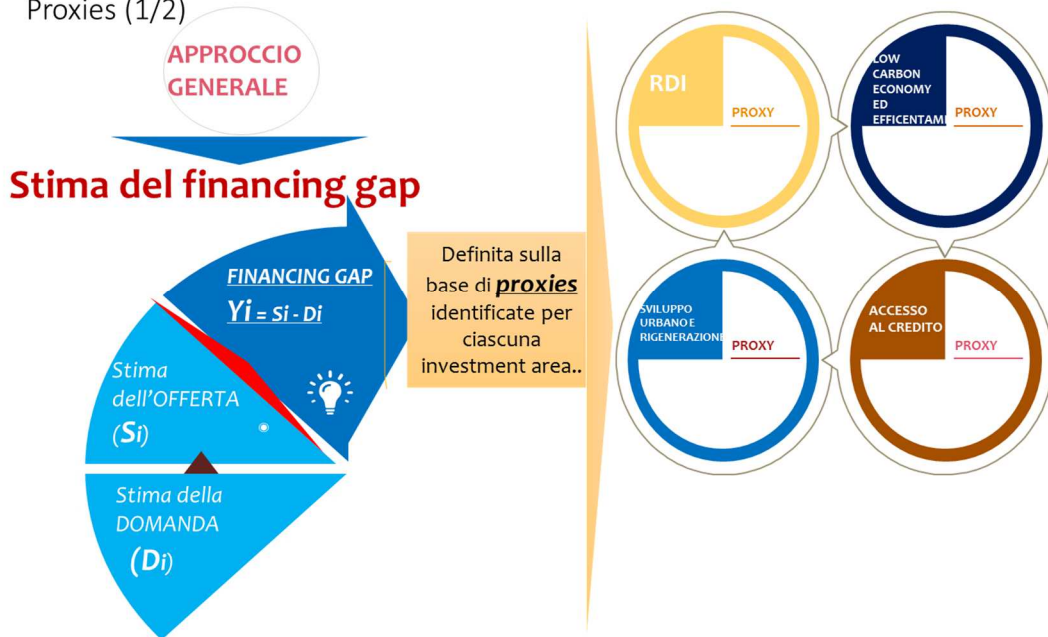 Proxies (1/2)
APPROCCIO
GENERALE
Stima del financing gap
FINANCING GAP
Yi = Si - Di
Stima
dell'OFFERTA
(Si)
Stima della
DOMANDA
(Di)
Definita sulla
base di proxies
identificate per
ciascuna
investment area..
RDI
PROXY
LOW
CARBON
ECONOMY
ED
EFFICENTAM
PROXY
SVILUPPO
URBANO E
RIGENERAZIONE
PROXY
ACCESSO
AL CREDITO
PROXY